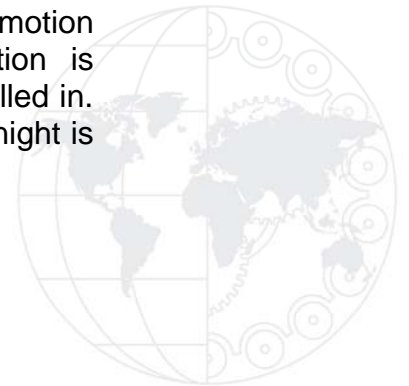 motion
tion is
lled in.
night is